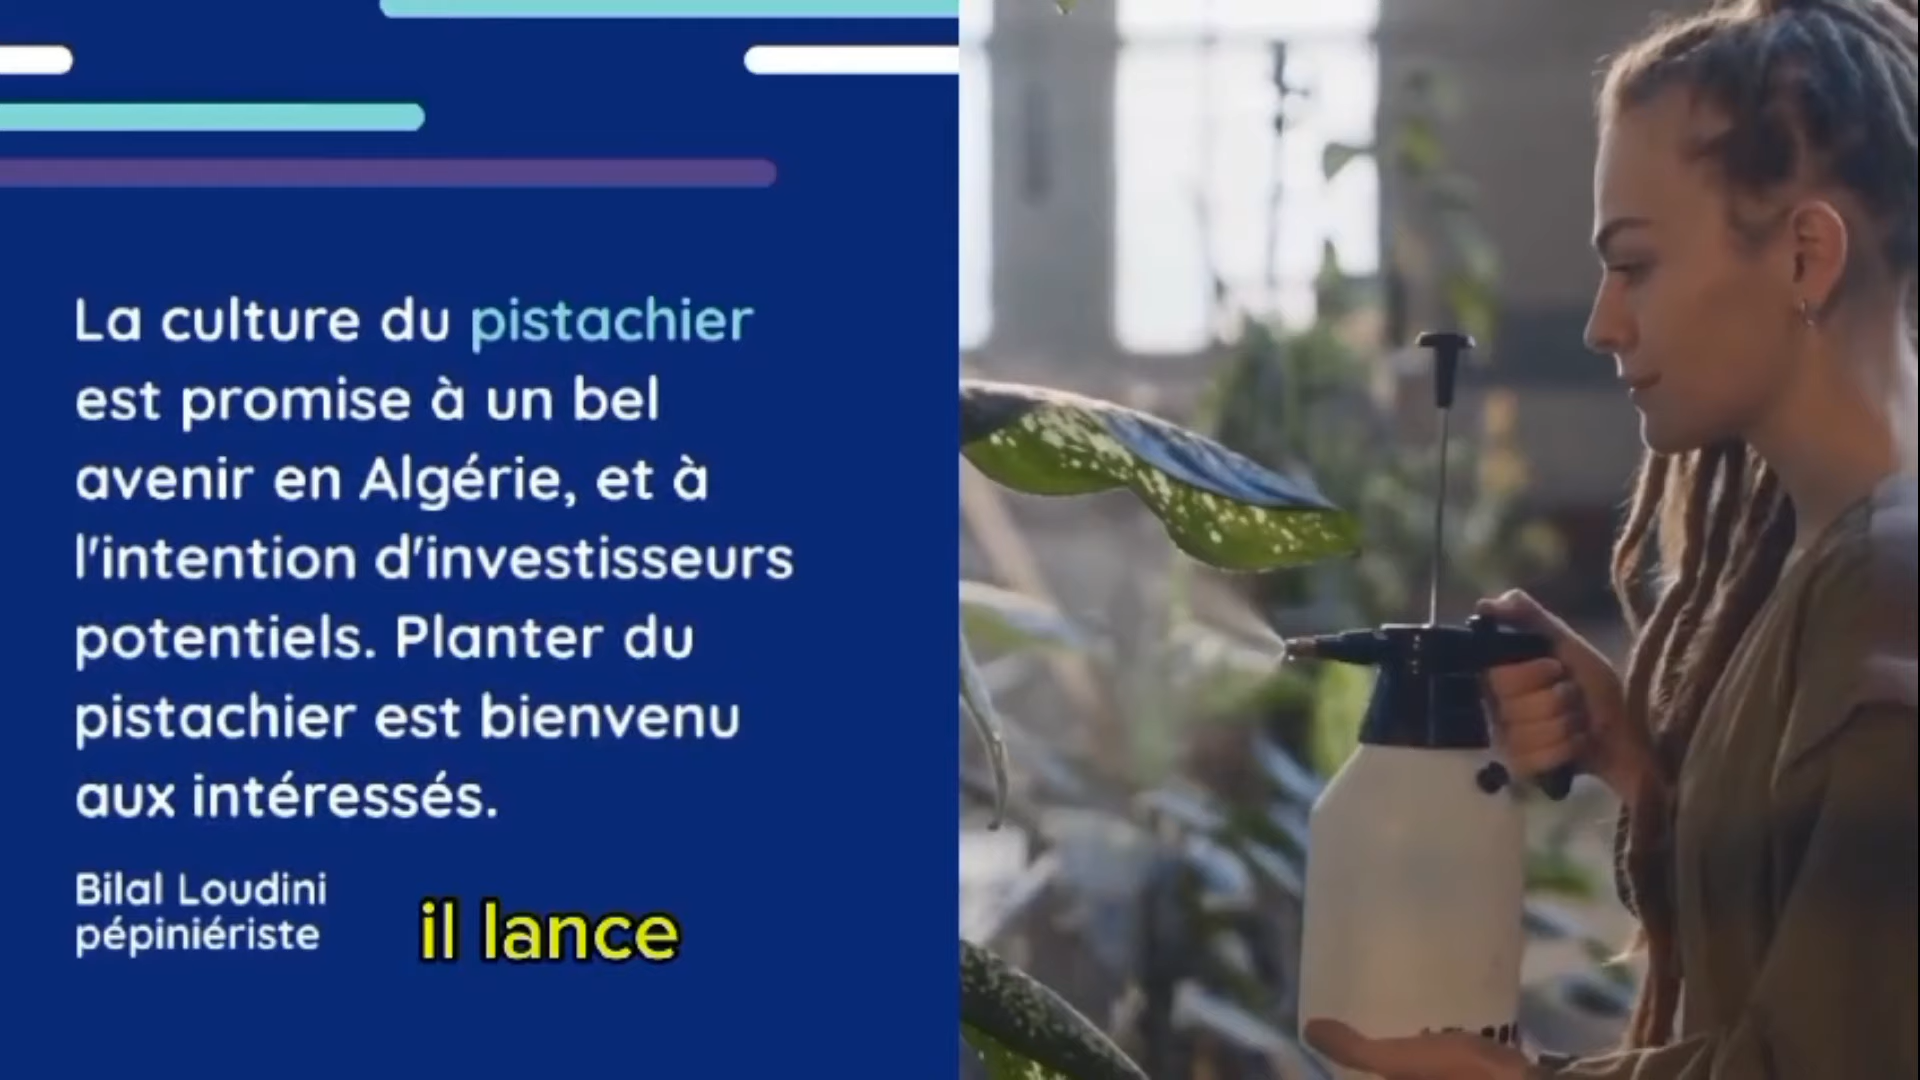 La culture du pistachier
est promise à un bel
avenir en Algérie, et à
l'intention d'investisseurs
potentiels. Planter du
pistachier est bienvenu
aux intéressés.
Bilal Loudini
pépiniériste
il lance